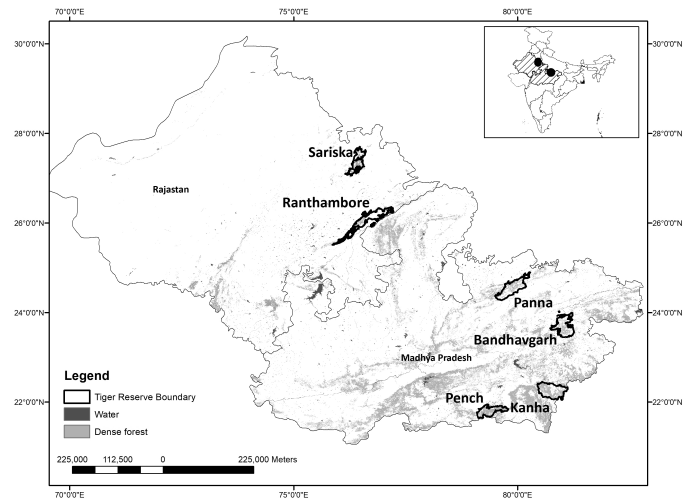 70°0'0"E 75°0'0"E 80°0'0"E
30°0'0"N 30°0'0"N
28°0'0"N 28°0'0"N
Sariska
Rajastan
Ranthambore
26°0'0"N 26°0'0"N
24°0'0"N 24°0'0"N
Panna
Bandhavgarh
Madhya Pradesh
Legend
Tiger Reserve Boundary
Water
Dense forest
22°0'0"N 22°0'0"N
Pench Kanha
225,000 112,500 0 225,000 Meters
70°0'0"E 75°0'0"E 80°0'0"E